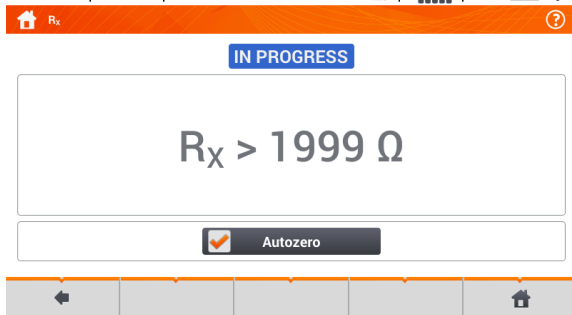 Rx
?
IN PROGRESS
Rx > 1999 Ω
Autozero